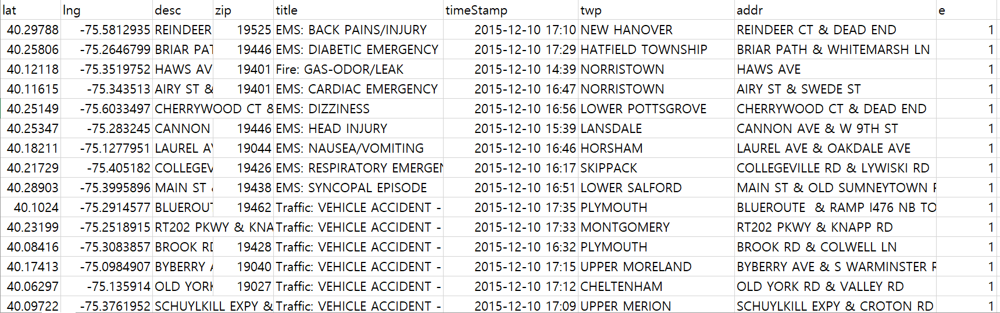 lat lng desc zip title timeStamp twp addr e
40.29788 -75.5812935 REINDEER 19525 EMS: BACK PAINS/INJURY 2015-12-10 17:10 NEW HANOVER REINDEER CT & DEAD END 1
40.25806 -75.2646799 BRIAR PAT 19446 EMS: DIABETIC EMERGENCY 2015-12-10 17:29 HATFIELD TOWNSHIP BRIAR PATH & WHITEMARSH LN 1
40.12118 -75.3519752 HAWS AV 19401 Fire: GAS-ODOR/LEAK 2015-12-10 14:39 NORRISTOWN HAWS AVE 1
40.11615 -75.343513 AIRY ST & 19401 EMS: CARDIAC EMERGENCY 2015-12-10 16:47 NORRISTOWN AIRY ST & SWEDE ST 1
40.25149 -75.6033497 CHERRYWOOD CT & EMS: DIZZINESS 2015-12-10 16:56 LOWER POTTSGROVE CHERRYWOOD CT & DEAD END 1
40.25347 -75.283245 CANNON 19446 EMS: HEAD INJURY 2015-12-10 15:39 LANSDALE CANNON AVE & W 9TH ST 1
40.18211 -75.1277951 LAUREL AV 19044 EMS: NAUSEA/VOMITING 2015-12-10 16:46 HORSHAM LAUREL AVE & OAKDALE AVE 1
40.21729 -75.405182 COLLEGEV 19426 EMS: RESPIRATORY EMERGEN 2015-12-10 16:17 SKIPPACK COLLEGEVILLE RD & LYWISKI RD 1
40.28903 -75.3995896 MAIN ST & 19438 EMS: SYNCOPAL EPISODE 2015-12-10 16:51 LOWER SALFORD MAIN ST & OLD SUMNEYTOWN 1
40.1024 -75.2914577 BLUEROUT 19462 Traffic: VEHICLE ACCIDENT - 2015-12-10 17:35 PLYMOUTH BLUEROUTE  & RAMP I476 NB TO 1
40.23199 -75.2518915 RT202 PKWY & KNA Traffic: VEHICLE ACCIDENT - 2015-12-10 17:33 MONTGOMERY RT202 PKWY & KNAPP RD 1
40.08416 -75.3083857 BROOK RD 19428 Traffic: VEHICLE ACCIDENT - 2015-12-10 16:32 PLYMOUTH BROOK RD & COLWELL LN 1
40.17413 -75.0984907 BYBERRY 19040 Traffic: VEHICLE ACCIDENT - 2015-12-10 17:15 UPPER MORELAND BYBERRY AVE & S WARMINSTER 1
40.06297 -75.135914 OLD YORK 19027 Traffic: VEHICLE ACCIDENT - 2015-12-10 17:12 CHELTENHAM OLD YORK RD & VALLEY RD 1
40.09722 -75.3761952 SCHUYLKILL EXPY & Traffic: VEHICLE ACCIDENT - 2015-12-10 17:09 UPPER MERION SCHUYLKILL EXPY & CROTON RD 1